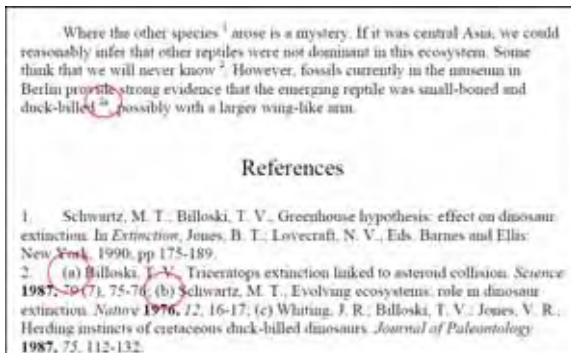 Where the other species 1 arose is a mystery. If it was central Asia, we could
reasonably infer that other reptiles were not dominant in this ecosystem. Some
think that we will never know 2. However, fossils currently in the museum in
Berlin provide strong evidence that the emerging reptile was small-boned and
duck-billed 2a, possibly with a larger wing-like arm.
References
1. Schwartz, M. T.; Billoski, T. V., Greenhouse hypothesis: effect on dinosaur
extinction. In Extinction, Jones, B. T.; Lovecraft, N. V., Eds. Barnes and Ellis:
New York, 1990; pp 175-189.
2. (a) Billoski, T. V., Triceratops extinction linked to asteroid collision. Science
1987, 79 (7), 75-76; (b) Schwartz, M. T., Evolving ecosystems: role in dinosaur
extinction. Nature 1976, 12, 16-17; (c) Whiting, J. R.; Billoski, T. V.; Jones, V. R.,
Herding instincts of cretaceous duck-billed dinosaurs. Journal of Paleontology
1987, 75, 112-132.